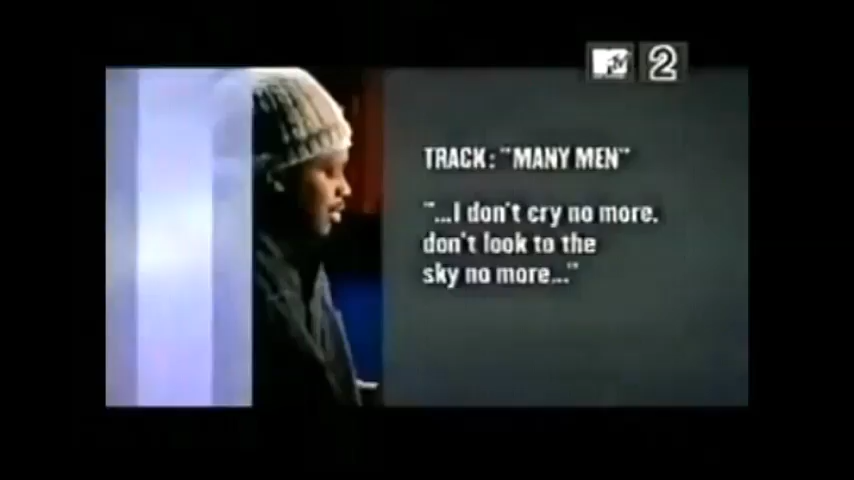 MTV 2
TRACK: "MANY MEN"
"...I don't cry no more.
don't look to the
sky no more..."